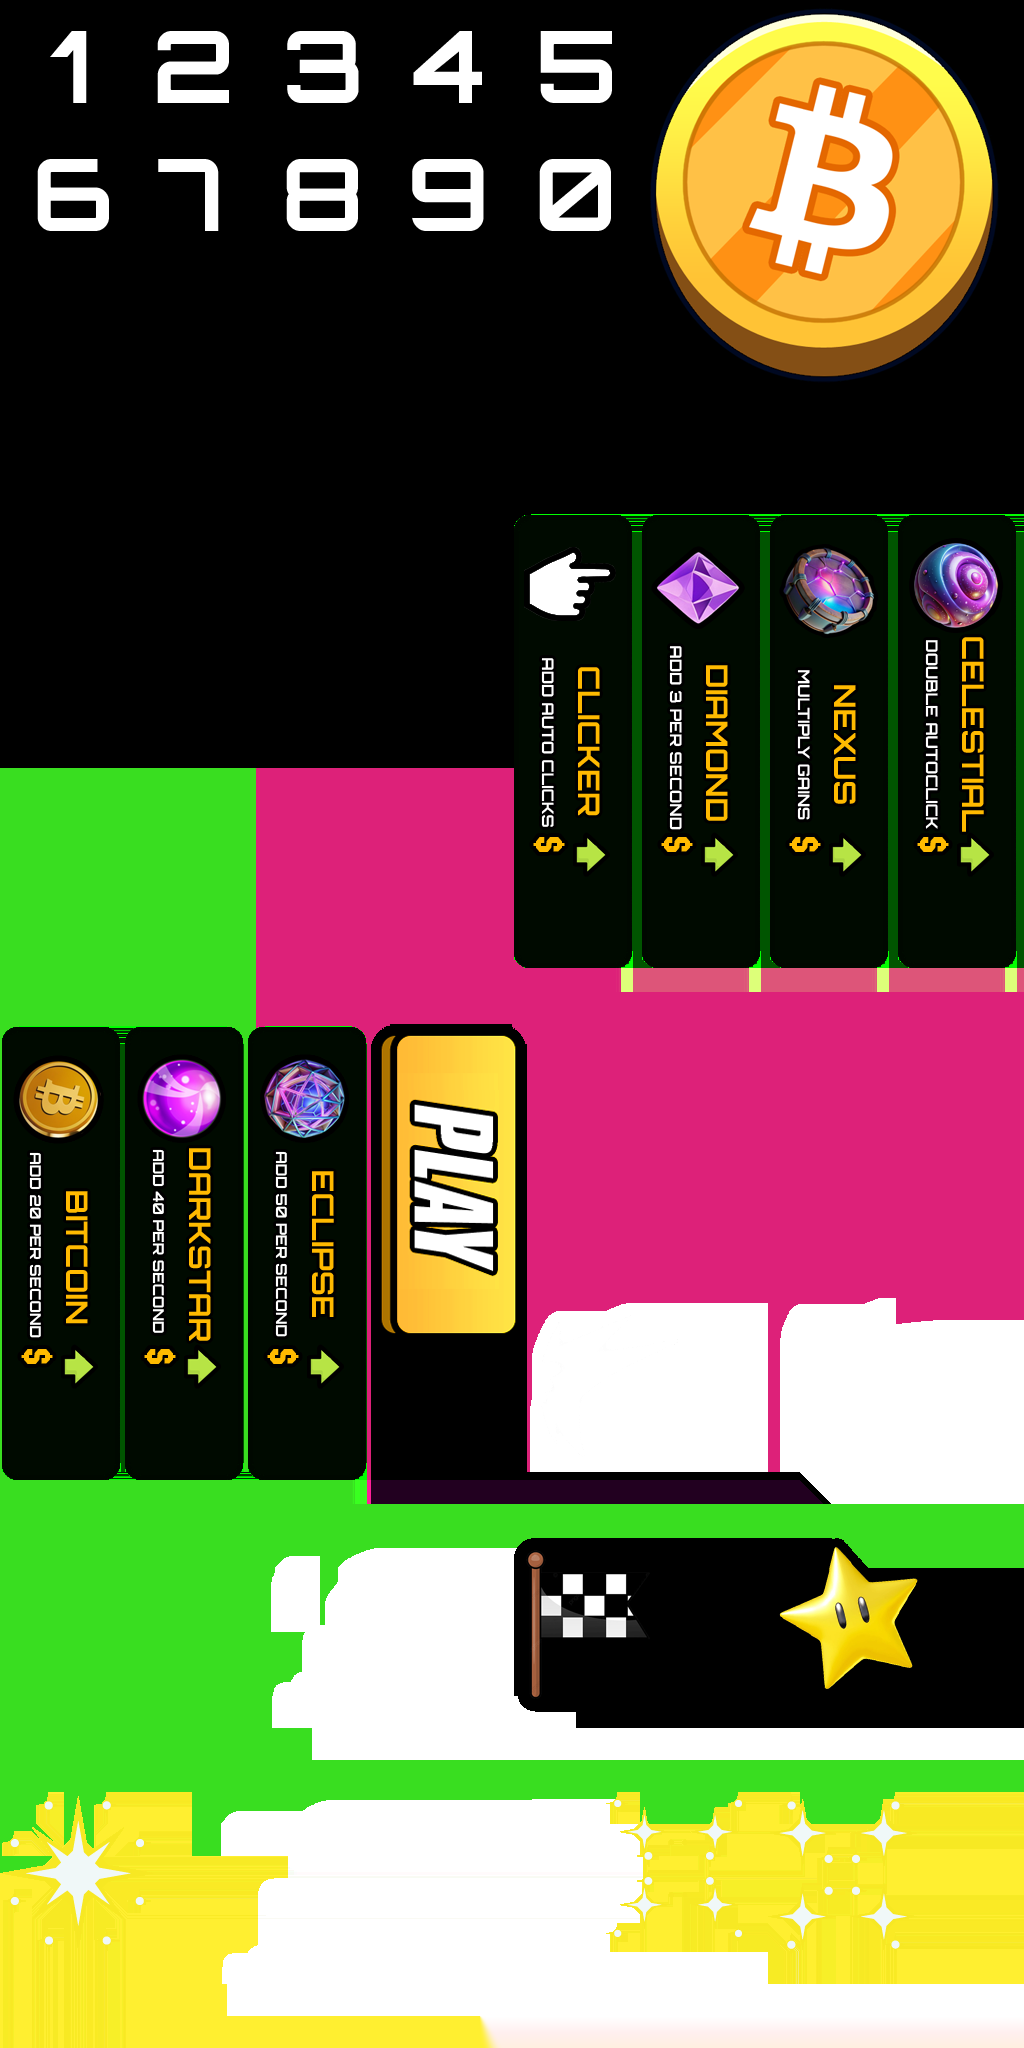 1 2 3 4 5
6 7 8 9 0
CLICKER
ADD AUTO CLICKS
$
DIAMOND
ADD 3 PER SECOND
$
NEXUS
MULTIPLY GAINS
$
CELESTIAL
DOUBLE AUTOCLICK
$
BITCOIN
ADD 20 PER SECOND
$
DARKSTAR
ADD 40 PER SECOND
$
ECLIPSE
ADD 50 PER SECOND
$
PLAY